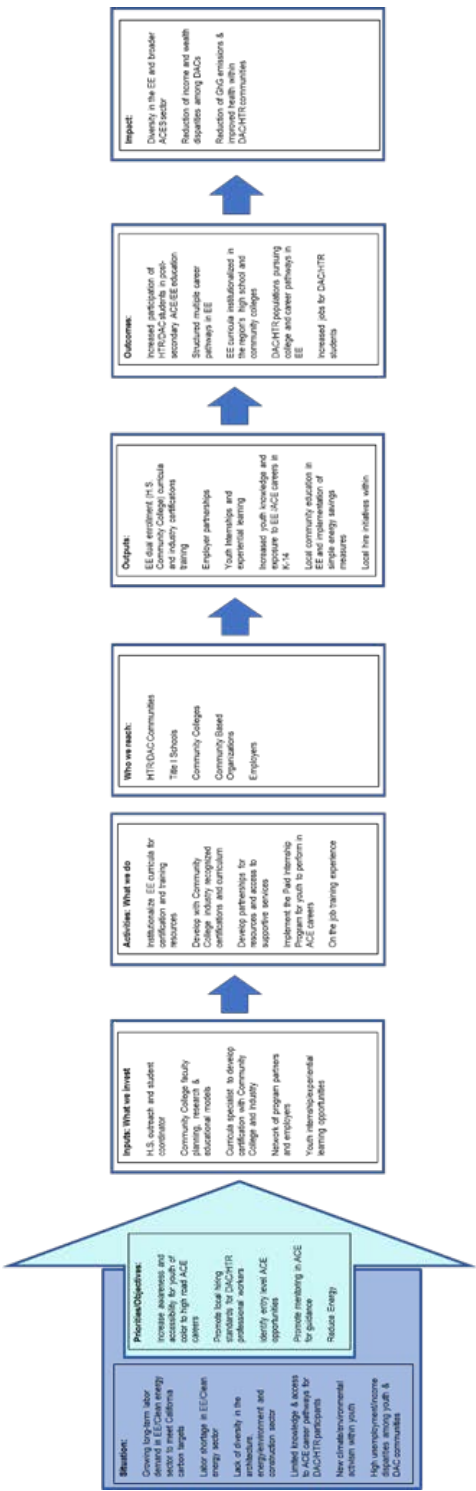 Situation:
Growing long-term labor
demand in EE/Clean energy
sector to meet California
carbon targets
Labor shortage in EE/Clean
energy sector
Lack of diversity in the
architecture,
energy/environment and
construction sector
Limited knowledge & access
to ACE career pathways for
DAC/HTR participants
New climate/environmental
activism within youth
High unemployment/income
disparities among youth &
DAC communities
Priorities/Objectives:
Increase awareness and
accessibility for youth of
color to high road ACE
careers
Promote local hiring
standards for DAC/HTR
professional workers
Identify entry level ACE
opportunities
Promote mentoring in ACE
for guidance
Reduce Energy
Inputs: What we invest
H.S. outreach and student
coordinator
Community College faculty
planning, research &
educational models
Curricula specialist to develop
certification with Community
College and Industry
Network of program partners
and employers
Youth internship/experiential
learning opportunities
Activities: What we do
Institutionalize EE curricula for
certification and training
resources
Develop with Community
College industry recognized
certifications and curriculum
Develop partnerships for
resources and access to
supportive services
Implement the Paid Internship
Program for youth to perform in
ACE careers
On the job training experience
Who we reach:
HTR/DAC Communities
Title I Schools
Community Colleges
Community Based
Organizations
Employers
Outputs:
EE dual enrollment (H.S.
Community College) curricula
and industry certifications
training
Employer partnerships
Youth Internships and
experiential learning
Increased youth knowledge and
exposure to EE /ACE careers in
K-14
Local community education in
EE and implementation of
simple energy savings
measures
Local hire initiatives within
Outcomes:
Increased participation of
HTR/DAC students in post-
secondary ACE/EE education
Structured multiple career
pathways in EE
EE curricula institutionalized in
the region's high school and
community colleges
DAC/HTR populations pursuing
college and career pathways in
EE
Increased jobs for DAC/HTR
students
Impact:
Diversity in the EE and broader
ACES sector
Reduction of income and wealth
disparities among DACs
Reduction of GhG emissions &
improved health within
DAC/HTR communities